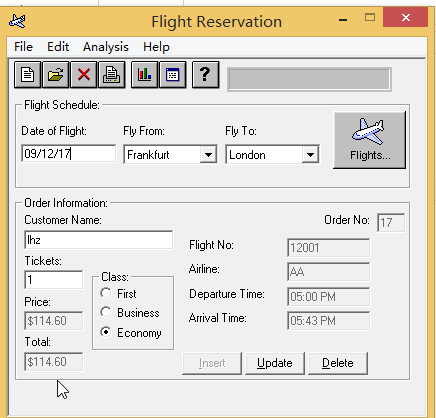 Flight Reservation
File Edit Analysis Help
?
Flight Schedule:
Date of Flight: Fly From: Fly To:
09/12/17 Frankfurt London
Flights...
Order Information:
Customer Name: Order No: 17
lhz
Flight No: 12001
Tickets:
1
Class:
Airline: AA
First
Price:
Departure Time: 05:00 PM
$114.60
Business
Total:
Arrival Time: 05:43 PM
Economy
$114.60
Insert Update Delete